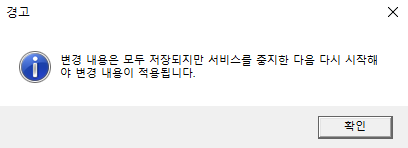 경고
변경 내용은 모두 저장되지만 서비스를 중지한 다음 다시 시작해
야 변경 내용이 적용됩니다.
확인